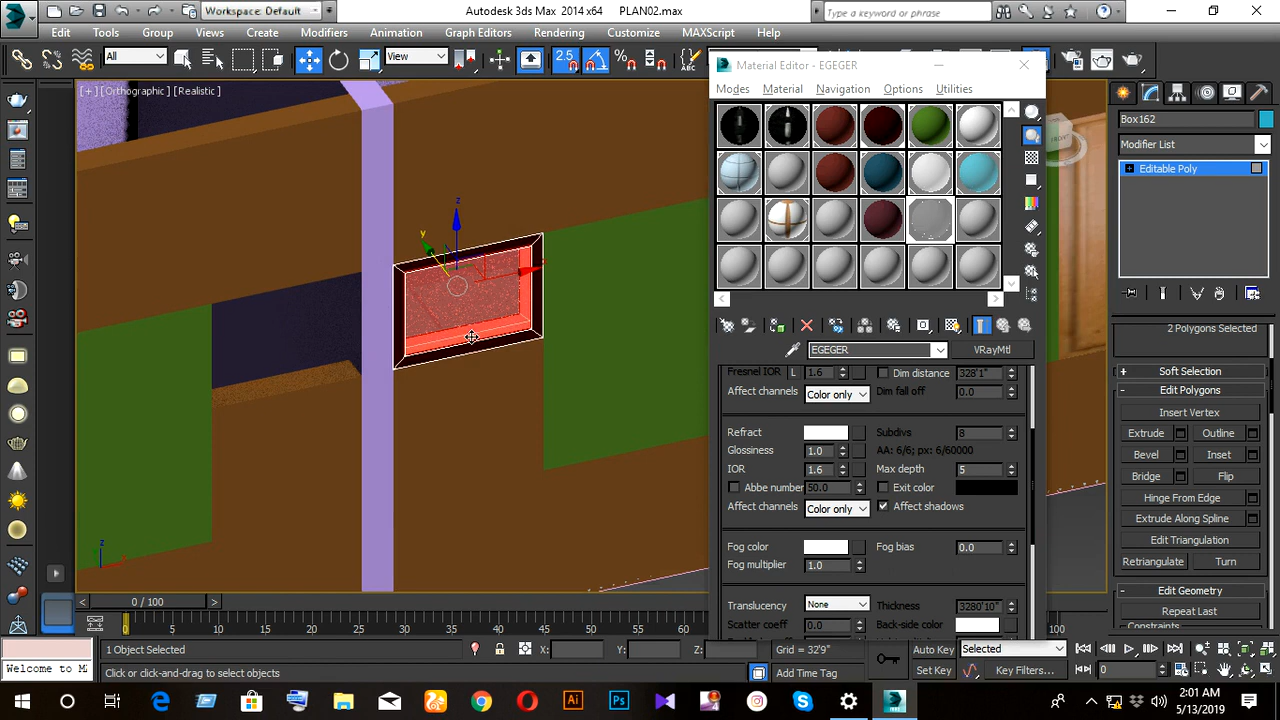 Workspace: Default
Autodesk 3ds Max 2014 x64 PLAN02.max
Type a keyword or phrase
Edit Tools Group Views Create Modifiers Animation Graph Editors Rendering Customize MAXScript Help
All
View
2.5
ABC
Material Editor - EGEGER
Modes Material Navigation Options Utilities
[+] [Orthographic] [Realistic]
z
y
z
EGEGER
VRayMtl
Fresnel IOR L 1.6
Dim distance 328'1"
Affect channels Color only
Dim fall off 0.0
Refract
Subdivs 8
Glossiness 1.0
AA: 6/6; px: 6/60000
IOR 1.6
Max depth 5
Abbe number 50.0
Exit color
Affect channels Color only
Affect shadows
Fog color
Fog bias 0.0
Fog multiplier 1.0
Translucency None
Thickness 3280'10"
Scatter coeff 0.0
Back-side color
Box162
Modifier List
Editable Poly
2 Polygons Selected
Soft Selection
Edit Polygons
Insert Vertex
Extrude Outline
Bevel Inset
Bridge Flip
Hinge From Edge
Extrude Along Spline
Edit Triangulation
Retriangulate Turn
Edit Geometry
Repeat Last
Constraints
0 / 100
0 5 10 15 20 25 30 35 40 45 50 55 60 65 100
1 Object Selected
X: Y: Z:
Grid = 32'9"
Auto Key Selected
Welcome to M
Click or click-and-drag to select objects
Add Time Tag
Set Key Key Filters...
0
2:01 AM
5/13/2019